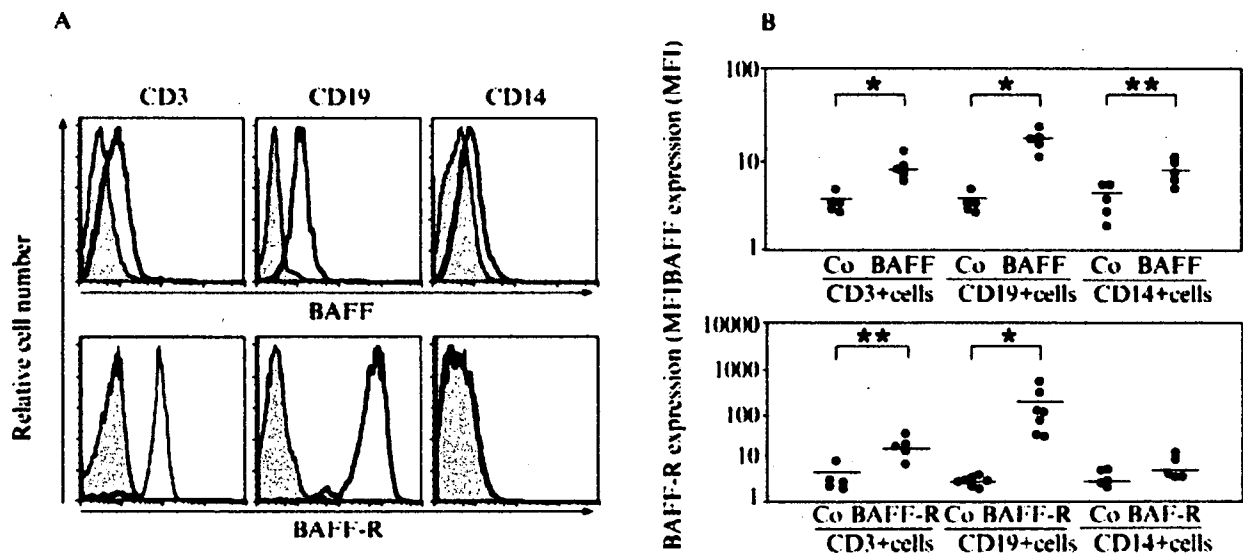 A
CD3 CD19 CD14
Relative cell number
BAFF
BAFF-R
B
BAFF-R expression (MFI)BAFF expression (MFI)
100
10
1
* * **
Co BAFF Co BAFF Co BAFF
CD3+cells CD19+cells CD14+cells
10000
1000
100
10
1
** *
Co BAFF-R Co BAFF-R Co BAF-R
CD3+cells CD19+cells CD14+cells